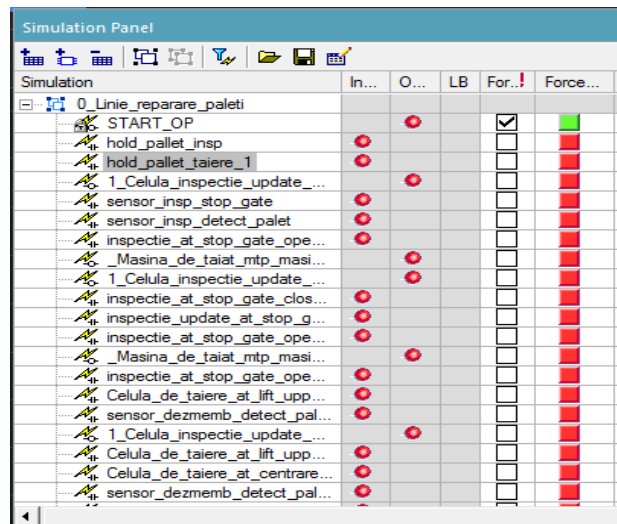 Simulation Panel
Simulation In... O... LB For..! Force...
0_Linie_reparare_paleti
START_OP
hold_pallet_insp
hold_pallet_taiere_1
1_Celula_inspectie_update_...
sensor_insp_stop_gate
sensor_insp_detect_palet
inspectie_at_stop_gate_ope...
_Masina_de_taiat_mtp_masi...
1_Celula_inspectie_update_...
inspectie_at_stop_gate_clos...
inspectie_update_at_stop_g...
inspectie_at_stop_gate_ope...
_Masina_de_taiat_mtp_masi...
inspectie_at_stop_gate_ope...
Celula_de_taiere_at_lift_upp...
sensor_dezmemb_detect_pal...
1_Celula_inspectie_update_...
Celula_de_taiere_at_lift_upp...
Celula_de_taiere_at_centrare...
sensor_dezmemb_detect_pal...